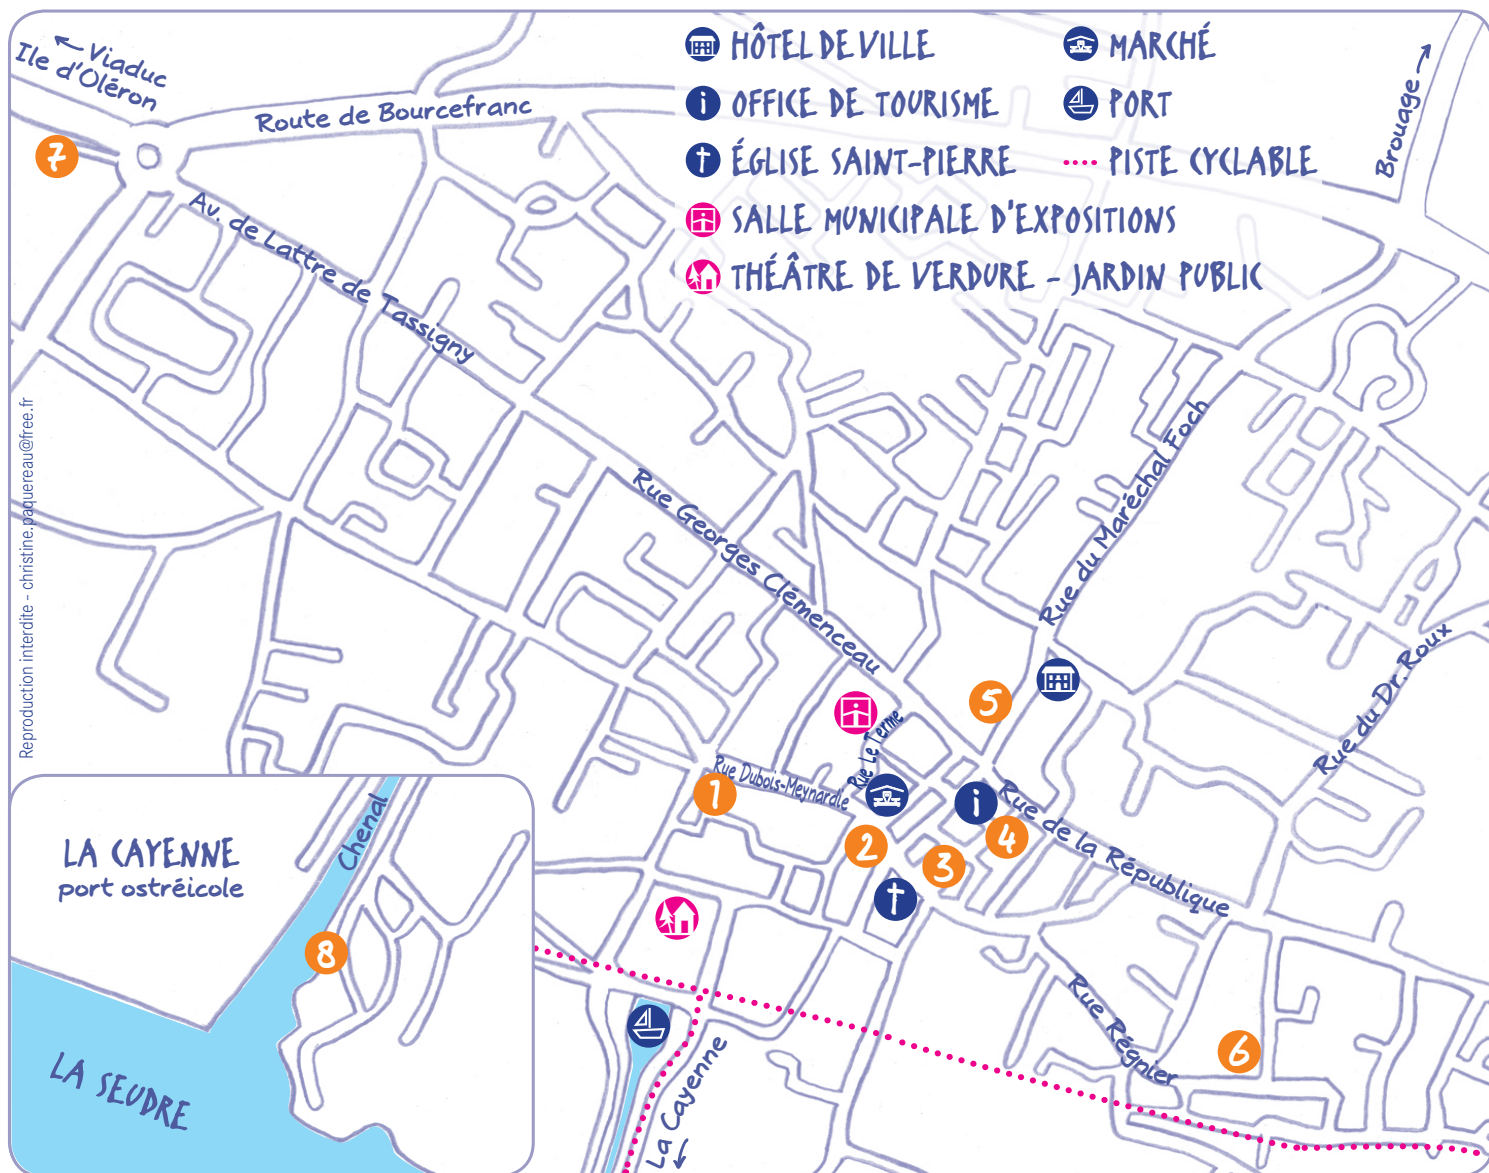 HÔTEL DE VILLE
MARCHÉ
i OFFICE DE TOURISME
PORT
ÉGLISE SAINT-PIERRE
PISTE CYCLABLE
SALLE MUNICIPALE D'EXPOSITIONS
THÉÂTRE DE VERDURE - JARDIN PUBLIC
← Viaduc
Ile d'Oléron
Route de Bourcefranc
Brouage →
7
Av. de Lattre de Tassigny
Rue du Maréchal Foch
Reproduction interdite - christine.paquereau@free.fr
Rue Georges Clémenceau
Rue du Dr. Roux
5
Rue Le Terme
Rue Dubois-Meynardie
1
i
2
3
4
Rue de la République
Rue Régnier
6
La Cayenne
←
LA CAYENNE
port ostréicole
Chenal
8
LA SEUDRE